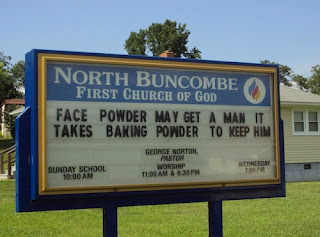 NORTH BUNCOMBE
FIRST CHURCH OF GOD
FACE POWDER MAY GET A MAN IT
TAKES BAKING POWDER TO KEEP HIM
GEORGE NORTON,
PASTOR
SUNDAY SCHOOL
10:00 AM
WORSHIP
11:00 AM & 6:30 PM
WEDNESDAY
7:00 PM